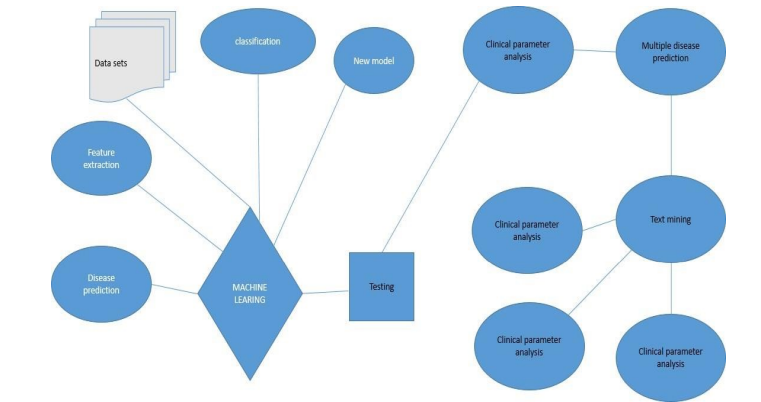 Data sets
classification
New model
Feature
extraction
Disease
prediction
MACHINE
LEARING
Testing
Clinical parameter
analysis
Multiple disease
prediction
Clinical parameter
analysis
Text mining
Clinical parameter
analysis
Clinical parameter
analysis